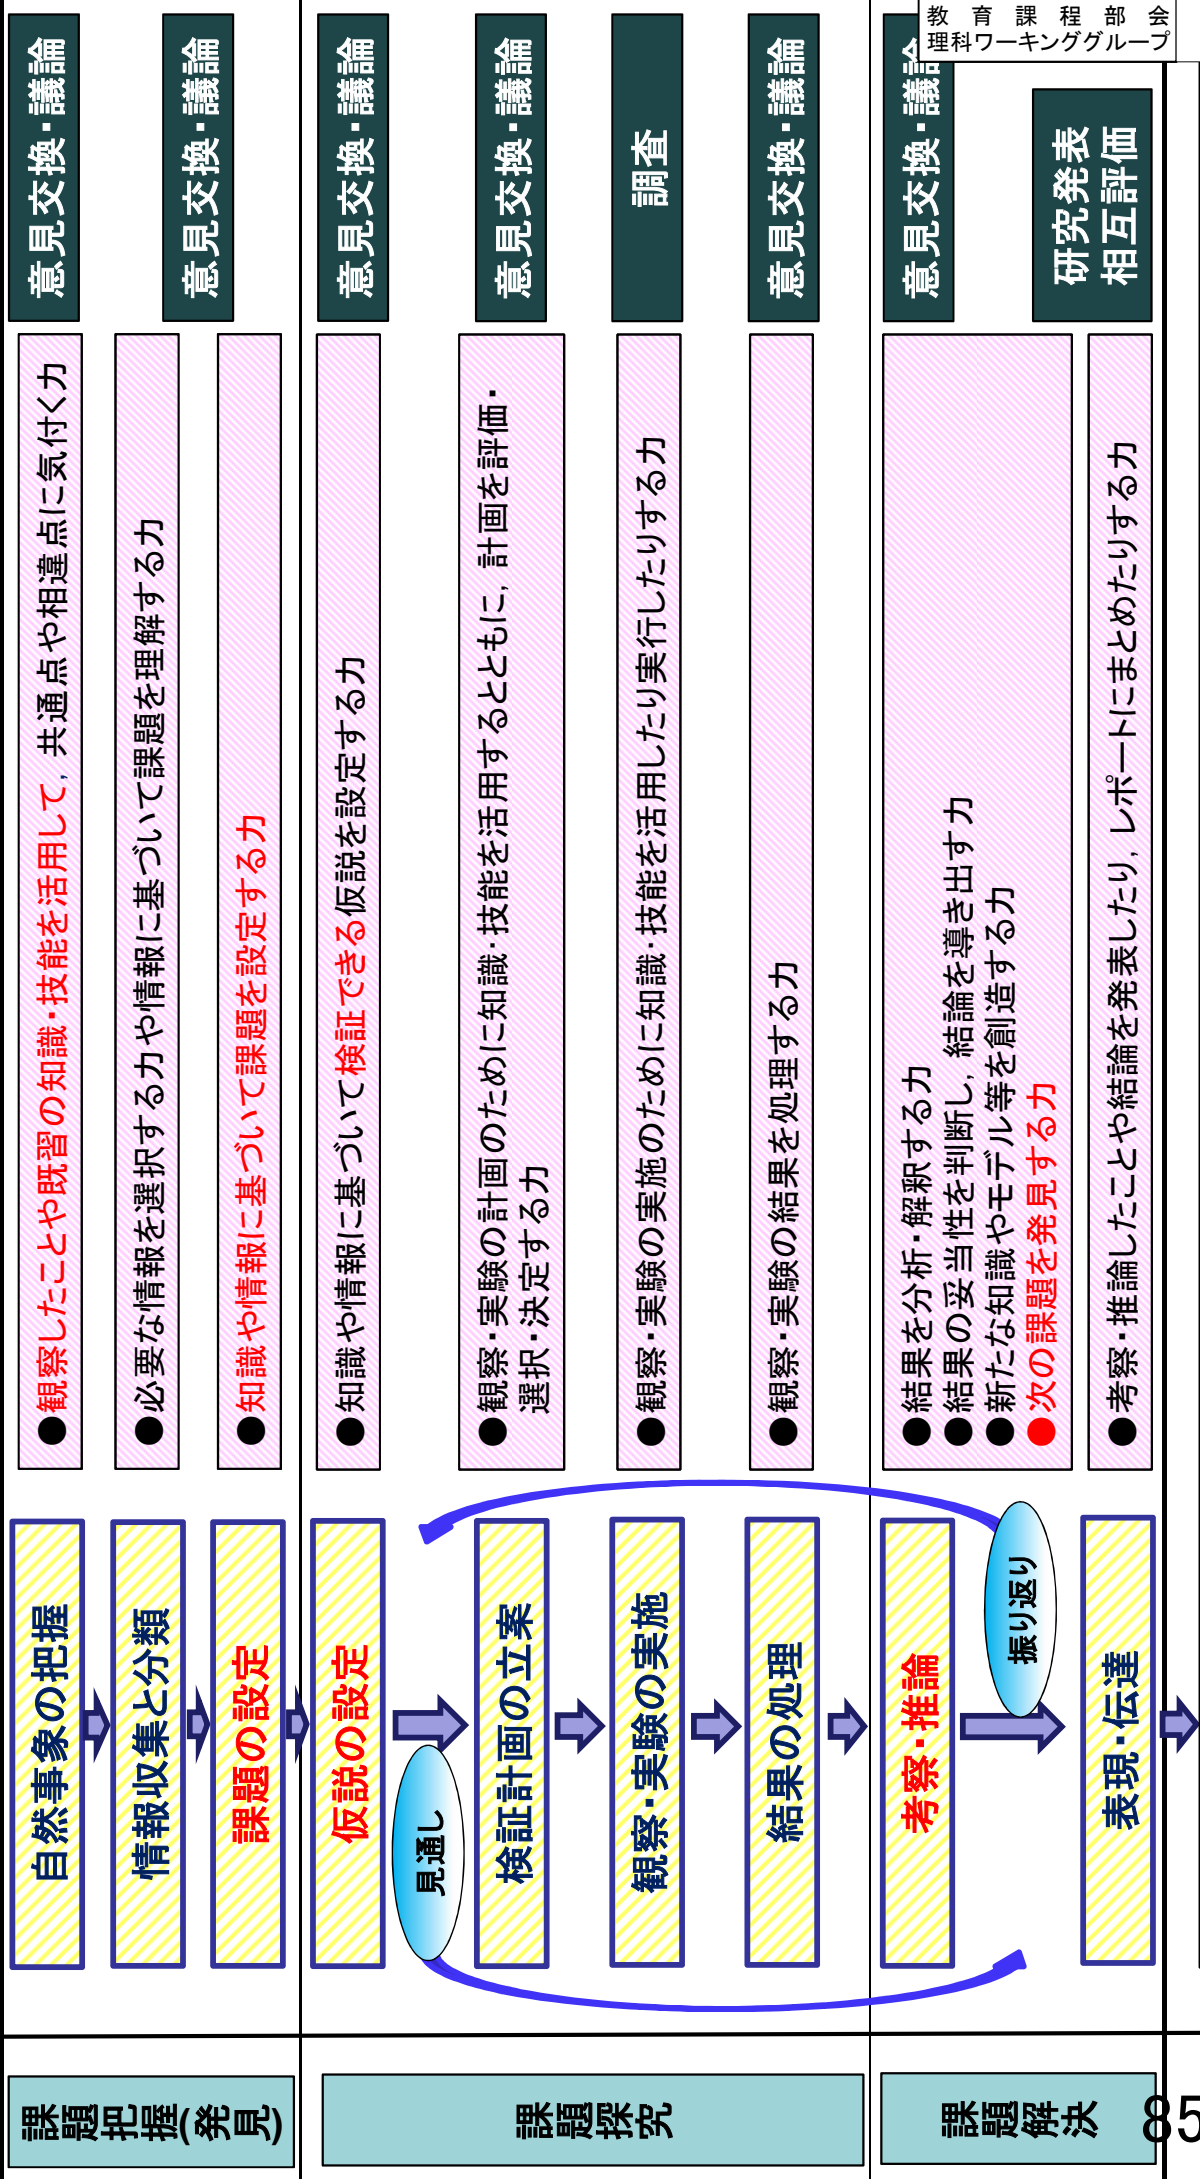 教育課程部会
理科ワーキンググループ
課題把握(発見)
自然事象の把握
●観察したことや既習の知識・技能を活用して,共通点や相違点に気付く力
意見交換・議論
情報収集と分類
●必要な情報を選択する力や情報に基づいて課題を理解する力
課題の設定
●知識や情報に基づいて課題を設定する力
意見交換・議論
課題探究
仮説の設定
●知識や情報に基づいて検証できる仮説を設定する力
意見交換・議論
見通し
検証計画の立案
●観察・実験の計画のために知識・技能を活用するとともに,計画を評価・
選択・決定する力
意見交換・議論
観察・実験の実施
●観察・実験の実施のために知識・技能を活用したり実行したりする力
調査
結果の処理
●観察・実験の結果を処理する力
意見交換・議論
課題解決
考察・推論
●結果を分析・解釈する力
●結果の妥当性を判断し,結論を導き出す力
●新たな知識やモデル等を創造する力
●次の課題を発見する力
意見交換・議論
振り返り
表現・伝達
●考察・推論したことや結論を発表したり,レポートにまとめたりする力
研究発表
相互評価
85